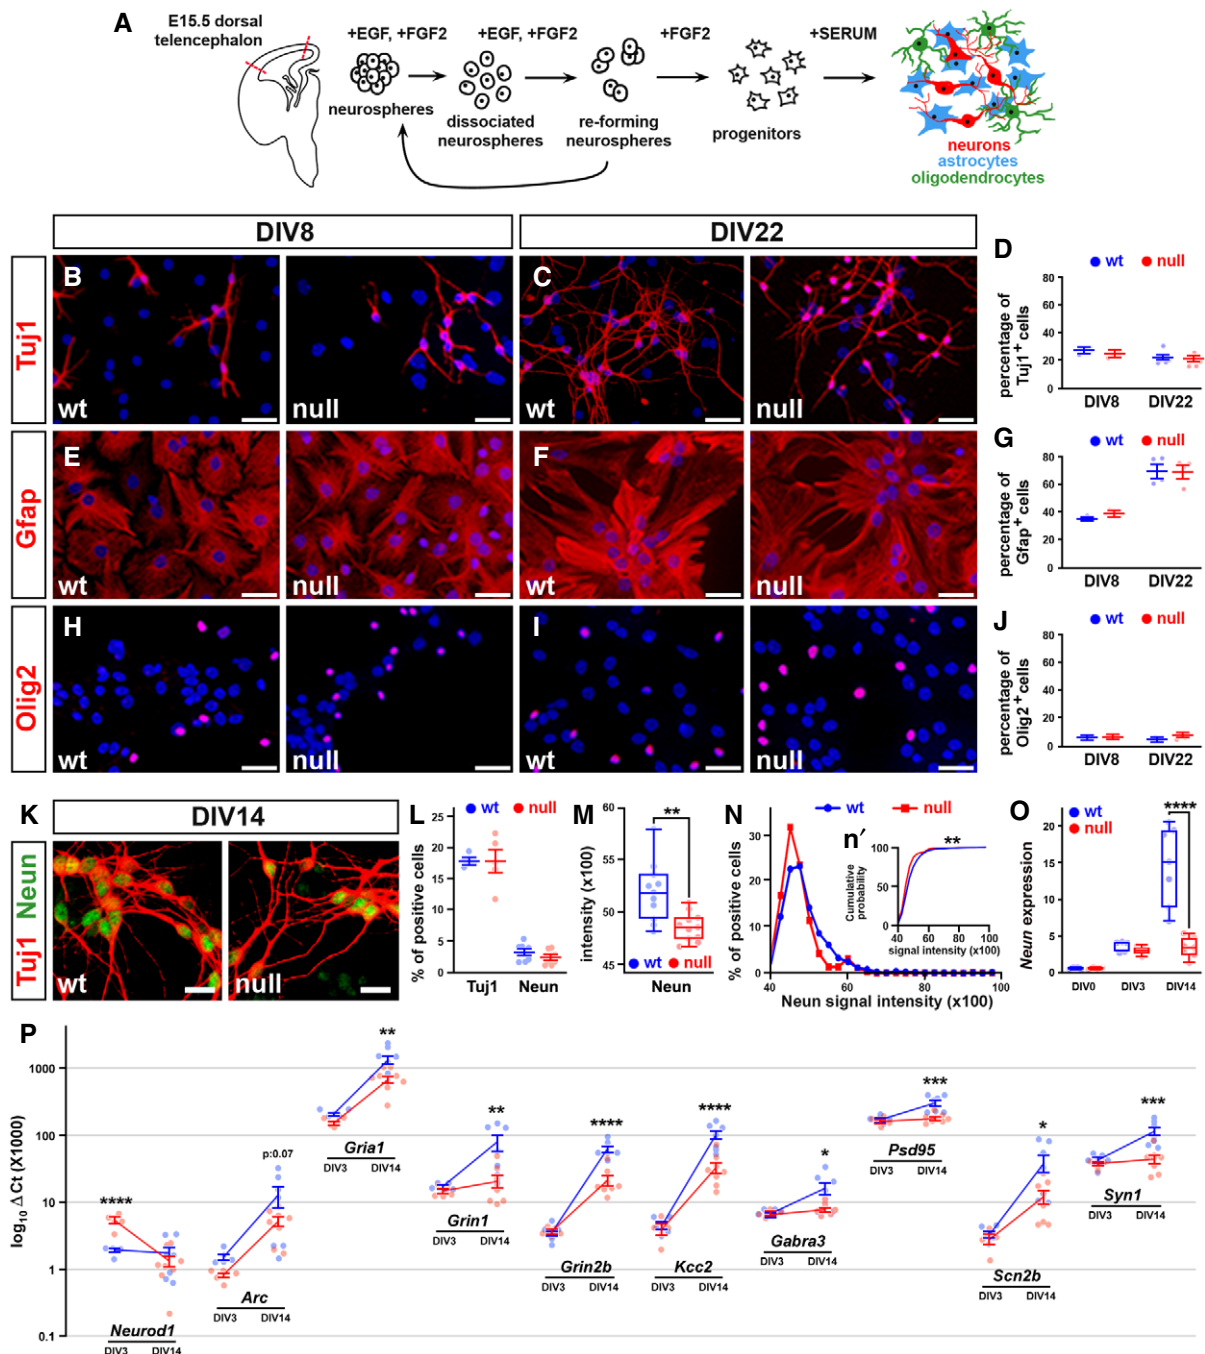 A
E15.5 dorsal
telencephalon
+EGF, +FGF2
+EGF, +FGF2
+FGF2
+SERUM
neurospheres
dissociated
neurospheres
re-forming
neurospheres
progenitors
neurons
astrocytes
oligodendrocytes
DIV8
DIV22
Tuj1
B
wt
null
C
wt
null
D
wt
null
percentage of
Tuj1+ cells
80
60
40
20
0
DIV8
DIV22
Gfap
E
wt
null
F
wt
null
G
wt
null
percentage of
Gfap+ cells
80
60
40
20
0
DIV8
DIV22
Olig2
H
wt
null
I
wt
null
J
wt
null
percentage of
Olig2+ cells
80
60
40
20
0
DIV8
DIV22
K
DIV14
Tuj1 Neun
wt
null
L
wt
null
% of positive cells
25
20
15
10
5
0
Tuj1
Neun
M
intensity (x100)
60
55
50
45
**
wt
null
Neun
N
wt
null
% of positive cells
30
20
10
0
40
60
80
100
Neun signal intensity (x100)
n′
**
Cumulative
probability
100
50
0
40
60
80
100
signal intensity (x100)
O
wt
null
****
Neun expression
20
15
10
5
0
DIV0
DIV3
DIV14
P
log10 Δ Ct (X1000)
1000
100
10
1
0.1
****
Neurod1
DIV3
DIV14
p:0.07
Arc
DIV3
DIV14
**
Gria1
DIV3
DIV14
**
Grin1
DIV3
DIV14
****
Grin2b
DIV3
DIV14
****
Kcc2
DIV3
DIV14
*
Gabra3
DIV3
DIV14
***
Psd95
DIV3
DIV14
*
Scn2b
DIV3
DIV14
***
Syn1
DIV3
DIV14